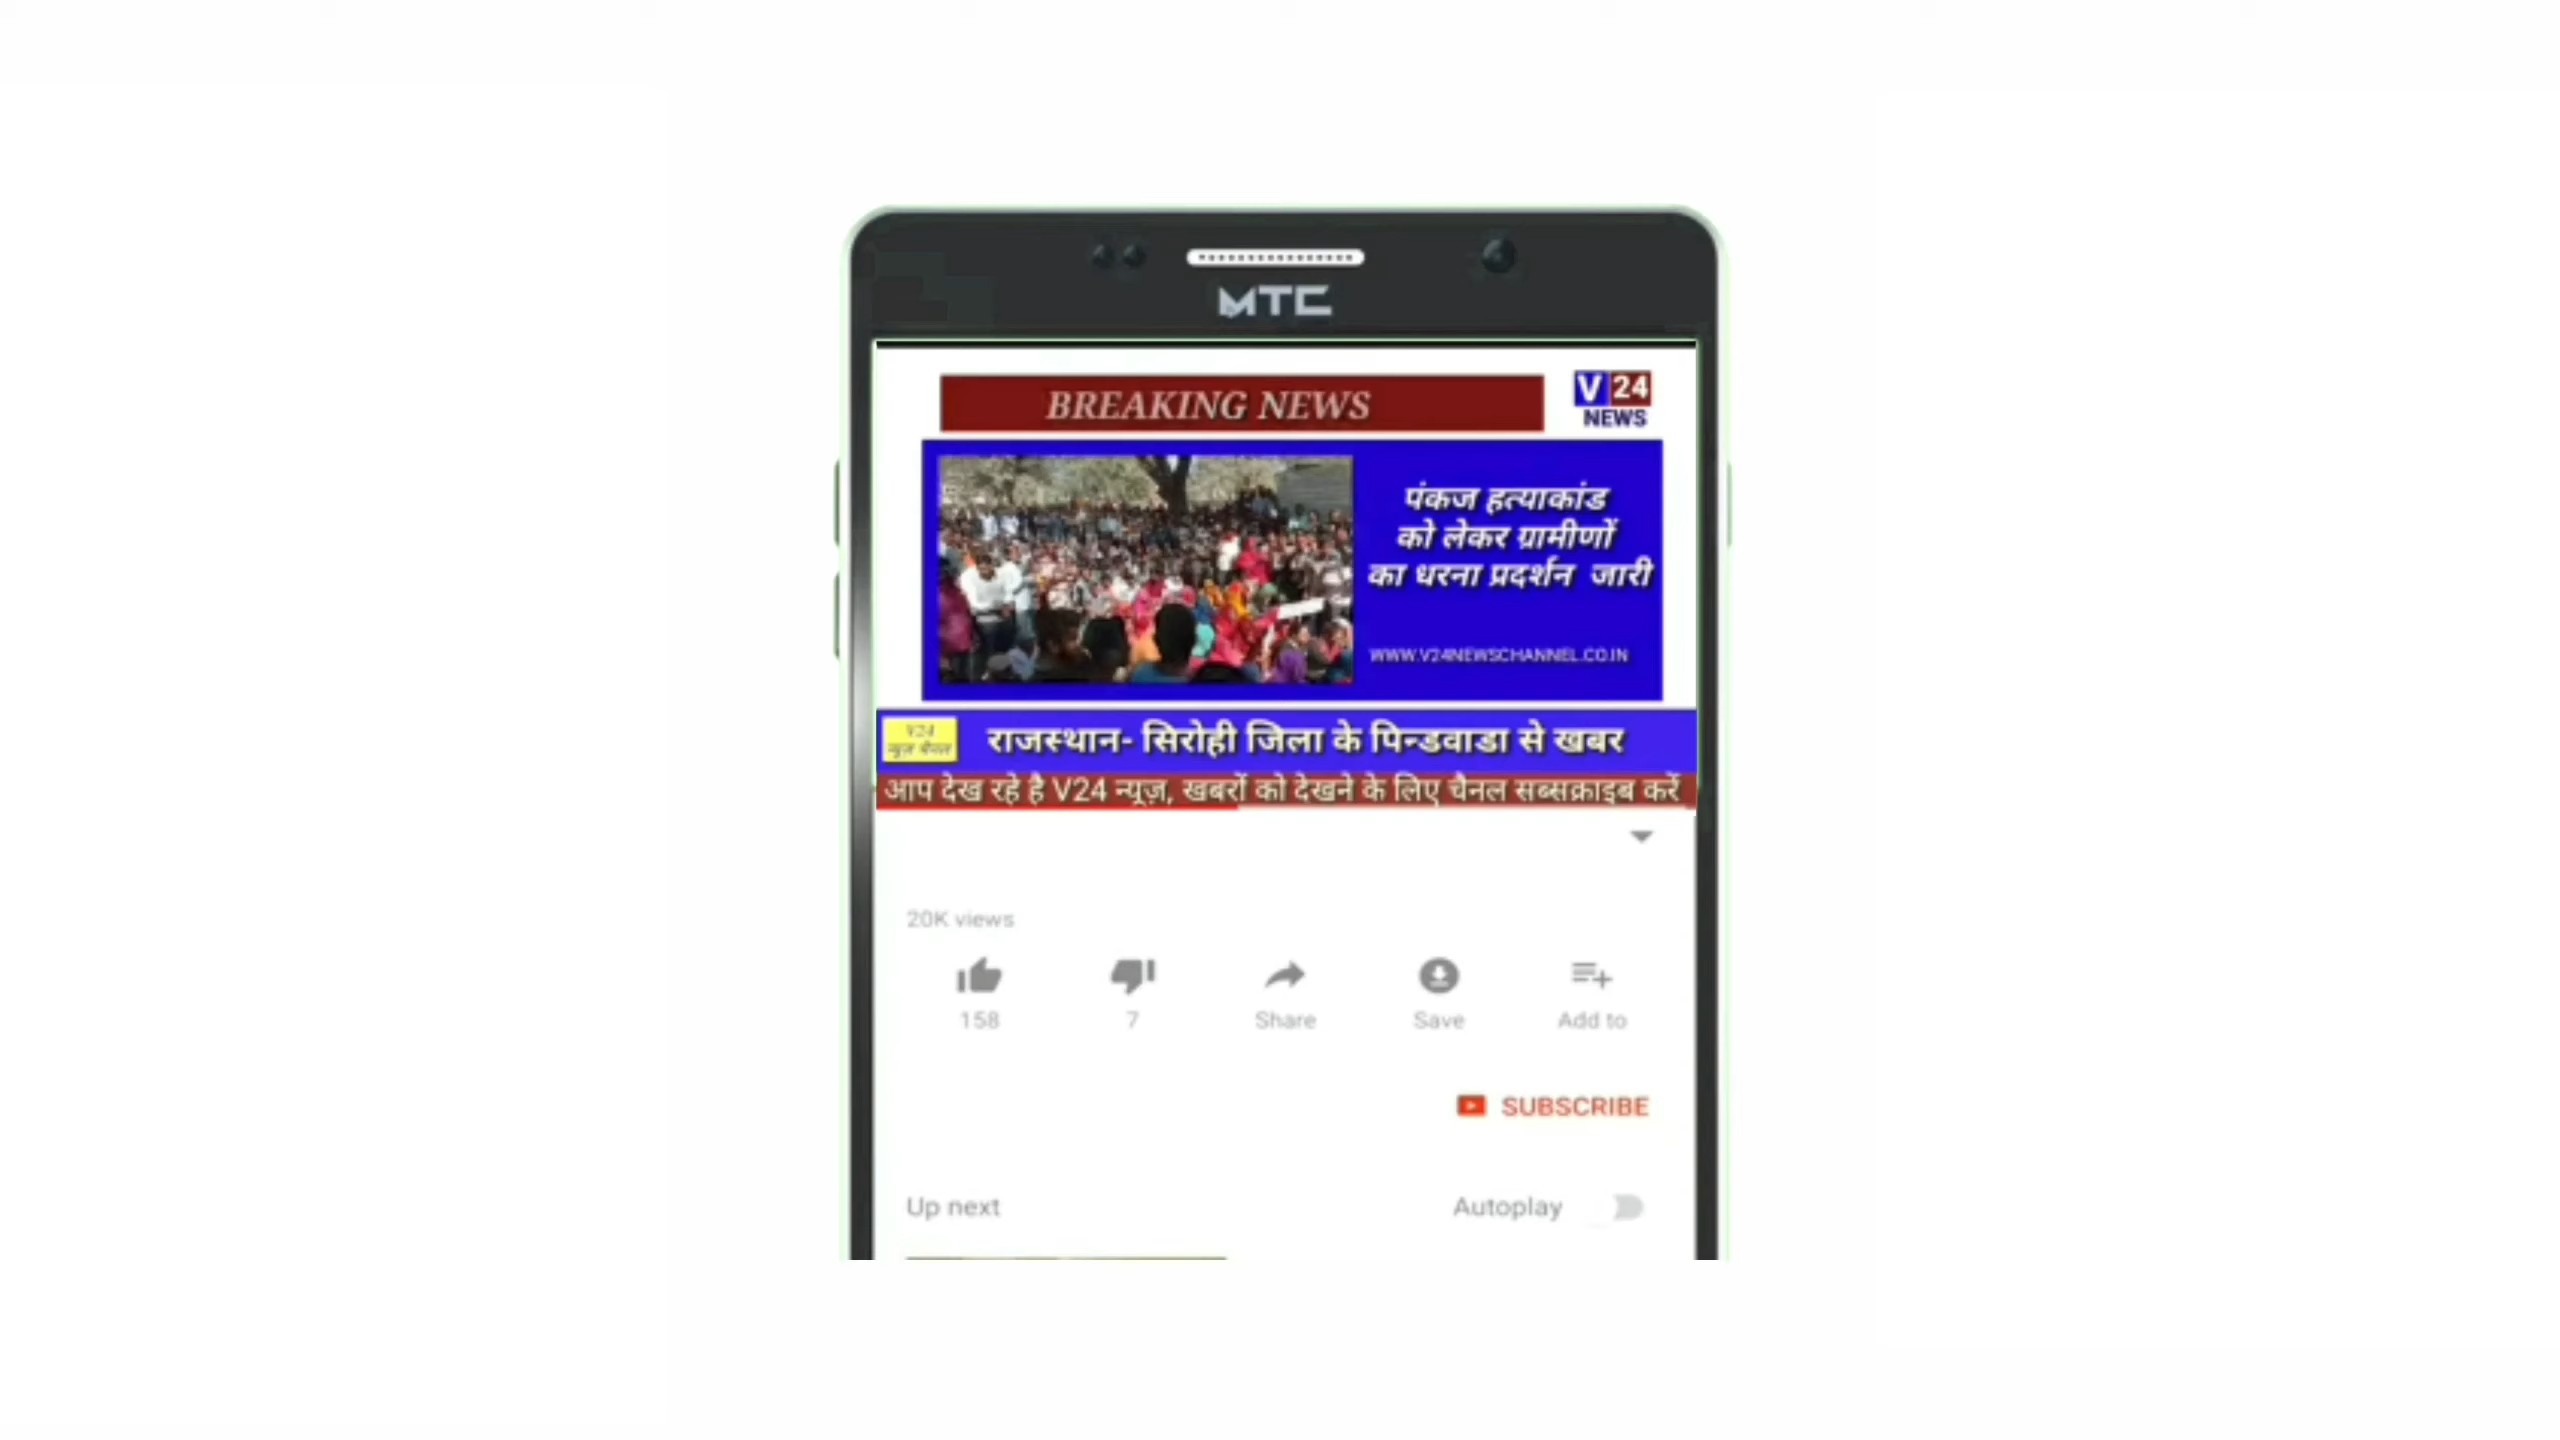 MTC
BREAKING NEWS
V 24
NEWS
पंकज हत्याकांड
को लेकर ग्रामीणों
का धरना प्रदर्शन जारी
WWW.V24NEWSCHANNEL.CO.IN
V24
न्यूज चैनल
राजस्थान- सिरोही जिला के पिन्डवाडा से खबर
आप देख रहे है V24 न्यूज़, खबरों को देखने के लिए चैनल सब्सक्राइब करें
20K views
158
7
Share
Save
Add to
SUBSCRIBE
Up next
Autoplay